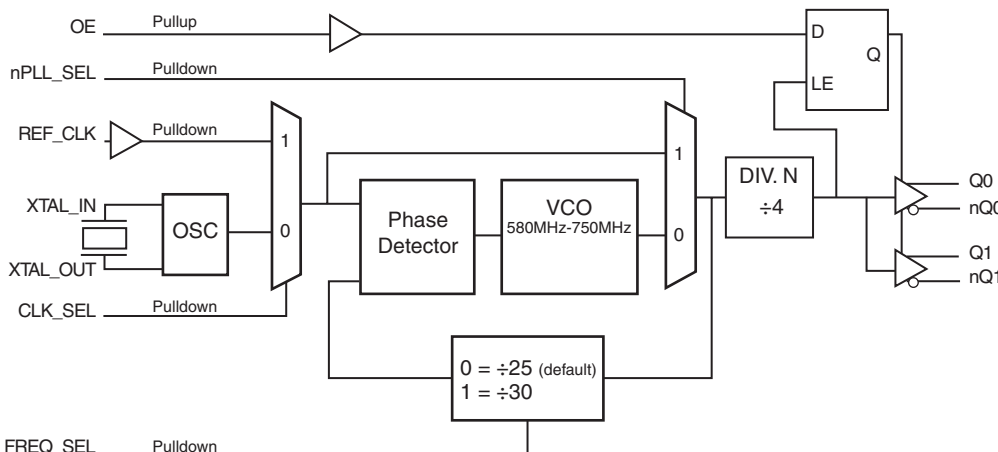 OE Pullup
D
Q
nPLL_SEL Pulldown
LE
REF_CLK Pulldown
1
1
XTAL_IN
OSC
0
Phase
Detector
VCO
580MHz-750MHz
0
DIV. N
÷4
Q0
nQ0
XTAL_OUT
Q1
nQ1
CLK_SEL Pulldown
0 = ÷25 (default)
1 = ÷30
FREQ_SEL Pulldown